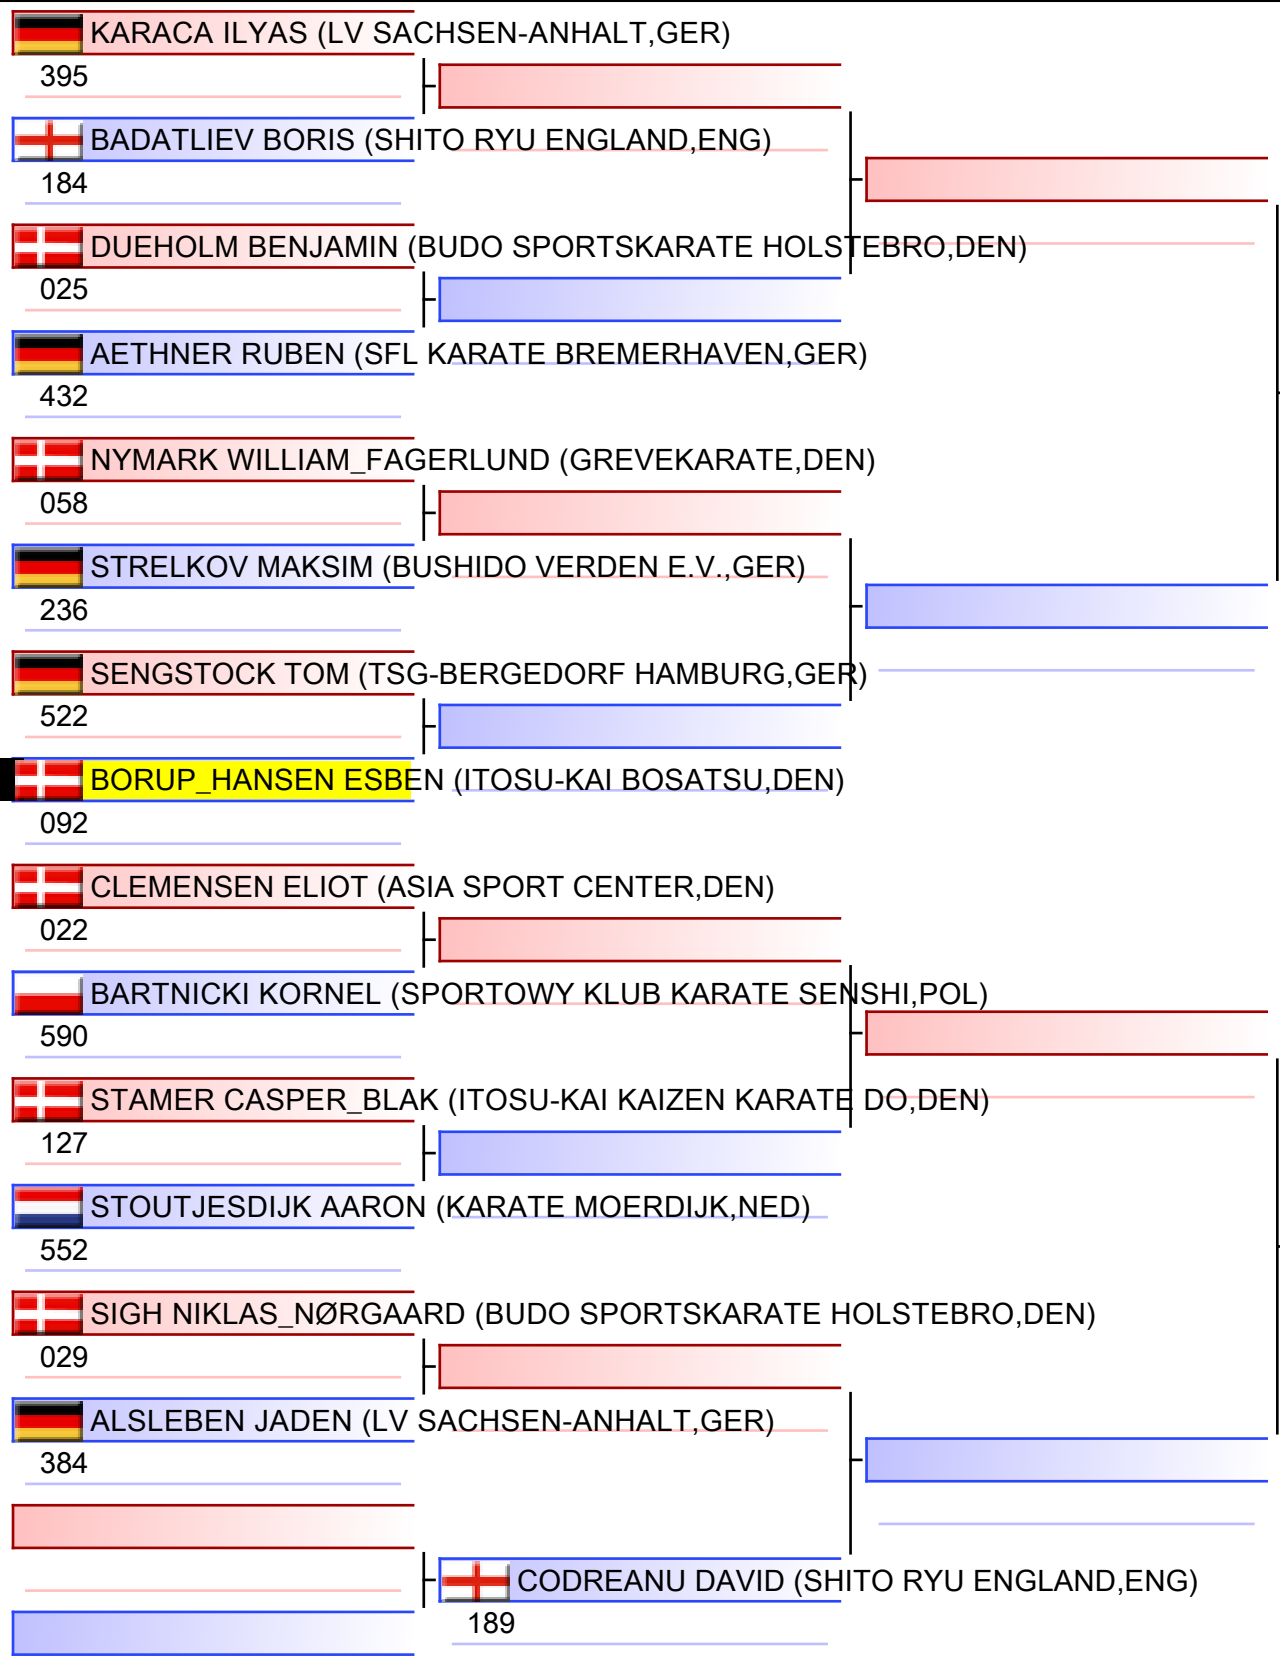 KARACA ILYAS (LV SACHSEN-ANHALT,GER)
395
BADATLIEV BORIS (SHITO RYU ENGLAND,ENG)
184
DUEHOLM BENJAMIN (BUDO SPORTSKARATE HOLSTEBRO,DEN)
025
AETHNER RUBEN (SFL KARATE BREMERHAVEN,GER)
432
NYMARK WILLIAM_FAGERLUND (GREVEKARATE,DEN)
058
STRELKOV MAKSIM (BUSHIDO VERDEN E.V.,GER)
236
SENGSTOCK TOM (TSG-BERGEDORF HAMBURG,GER)
522
BORUP_HANSEN ESBEN (ITOSU-KAI BOSATSU,DEN)
092
CLEMENSEN ELIOT (ASIA SPORT CENTER,DEN)
022
BARTNICKI KORNEL (SPORTOWY KLUB KARATE SENSHI,POL)
590
STAMER CASPER_BLAK (ITOSU-KAI KAIZEN KARATE DO,DEN)
127
STOUTJESDIJK AARON (KARATE MOERDIJK,NED)
552
SIGH NIKLAS_NØRGAARD (BUDO SPORTSKARATE HOLSTEBRO,DEN)
029
ALSLEBEN JADEN (LV SACHSEN-ANHALT,GER)
384
CODREANU DAVID (SHITO RYU ENGLAND,ENG)
189